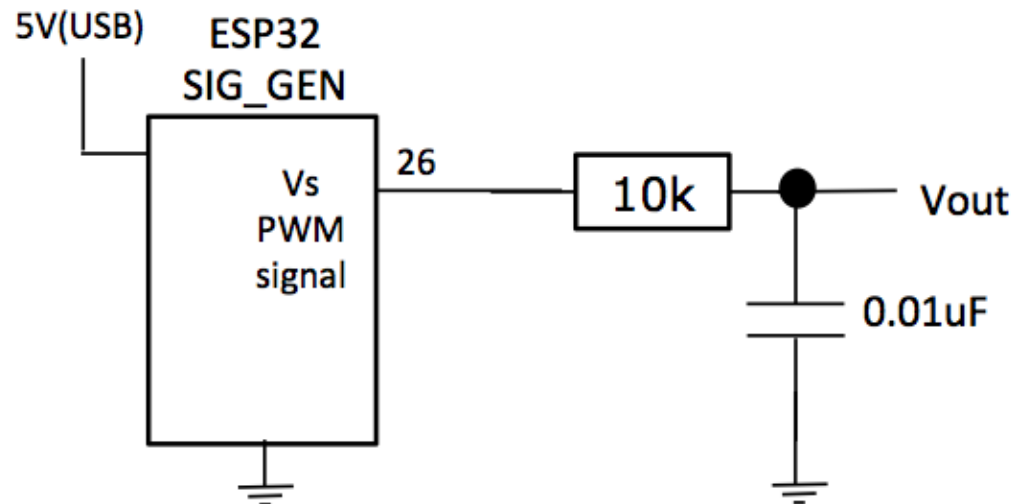 5V(USB)
ESP32
SIG_GEN
Vs
PWM
signal
26
10k
Vout
0.01uF